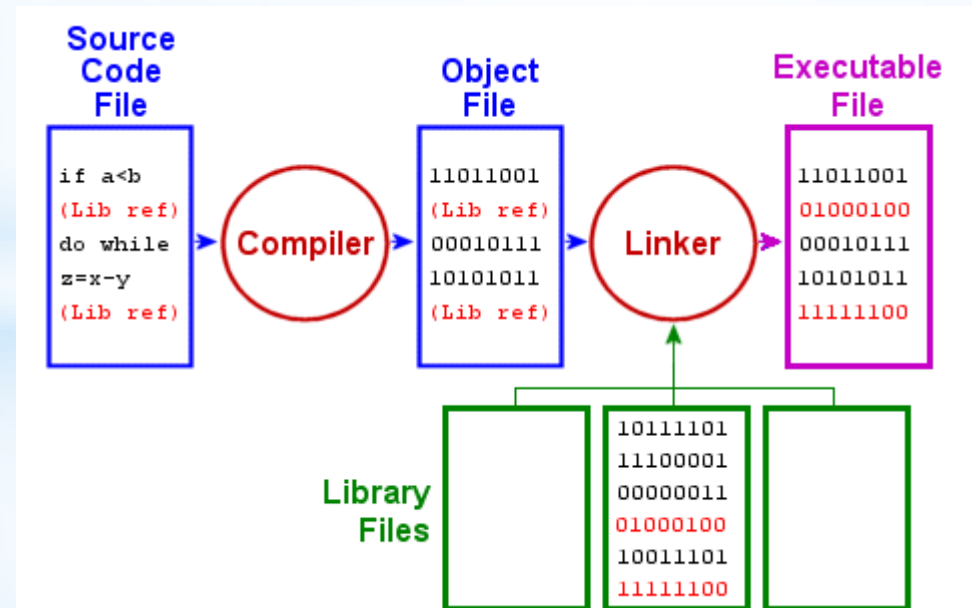 Source
Code
File
if a<b
(Lib ref)
do while
z=x-y
(Lib ref)
Compiler
Object
File
11011001
(Lib ref)
00010111
10101011
(Lib ref)
Linker
Executable
File
11011001
01000100
00010111
10101011
11111100
Library
Files
10111101
11100001
00000011
01000100
10011101
11111100